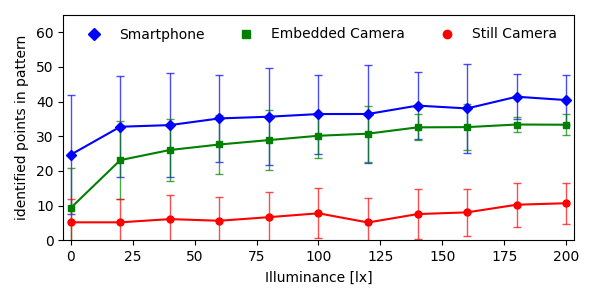 Smartphone Embedded Camera Still Camera
identified points in pattern
60
50
40
30
20
10
0
0 25 50 75 100 125 150 175 200
Illuminance [lx]